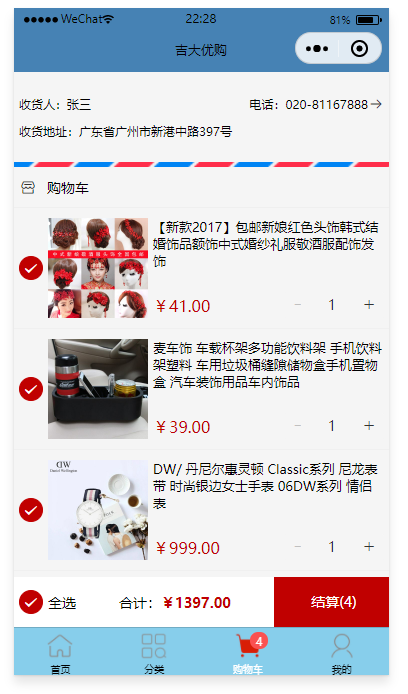 WeChat
22:28
81%
吉大优购
收货人：张三
电话：020-81167888
收货地址：广东省广州市新港中路397号
购物车
【新款2017】包邮新娘红色头饰韩式结
婚饰品额饰中式婚纱礼服敬酒服配饰发
饰
￥41.00
- 1 +
麦车饰 车载杯架多功能饮料架 手机饮料
架塑料 车用垃圾桶缝隙储物盒手机置物
盒 汽车装饰用品车内饰品
￥39.00
- 1 +
DW
Daniel Wellington
DW/ 丹尼尔惠灵顿 Classic系列 尼龙表
带 时尚银边女士手表 06DW系列 情侣
表
￥999.00
- 1 +
全选
合计：￥1397.00
结算(4)
4
首页
分类
购物车
我的